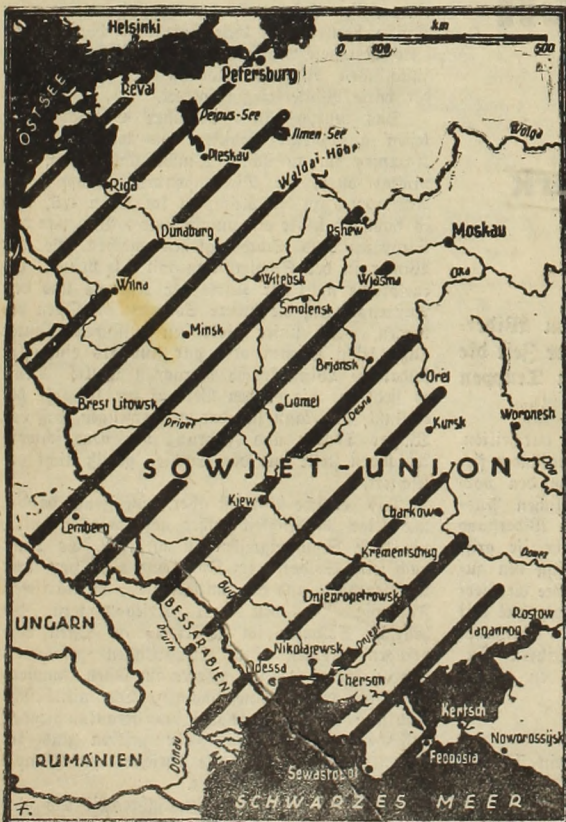 Helsinki
km
0 100 500
Petersburg
Reval
OSTSEE
Peipus-See
Ilmen-See
Pleskau
Wolga
Waldai-Höhe
Riga
Dünaburg
Rshew
Moskau
Oka
Witebsk
Wjasma
Wilna
Smolensk
Minsk
Brjansk
Orel
Brest Litowsk
Gomel
Desna
Kursk
Woronesh
Pripet
Don
SOWJET-UNION
Kiew
Charkow
Lemberg
Krementschug
Donez
Bug
Dnjepropetrowsk
BESSARABIEN
UNGARN
Pruth
Dnjepr
Rostow
Taganrog
Nikolajewsk
Odessa
Cherson
Kertsch
Noworossijsk
RUMÄNIEN
Donau
Feodosia
Sewastopol
SCHWARZES MEER
F.